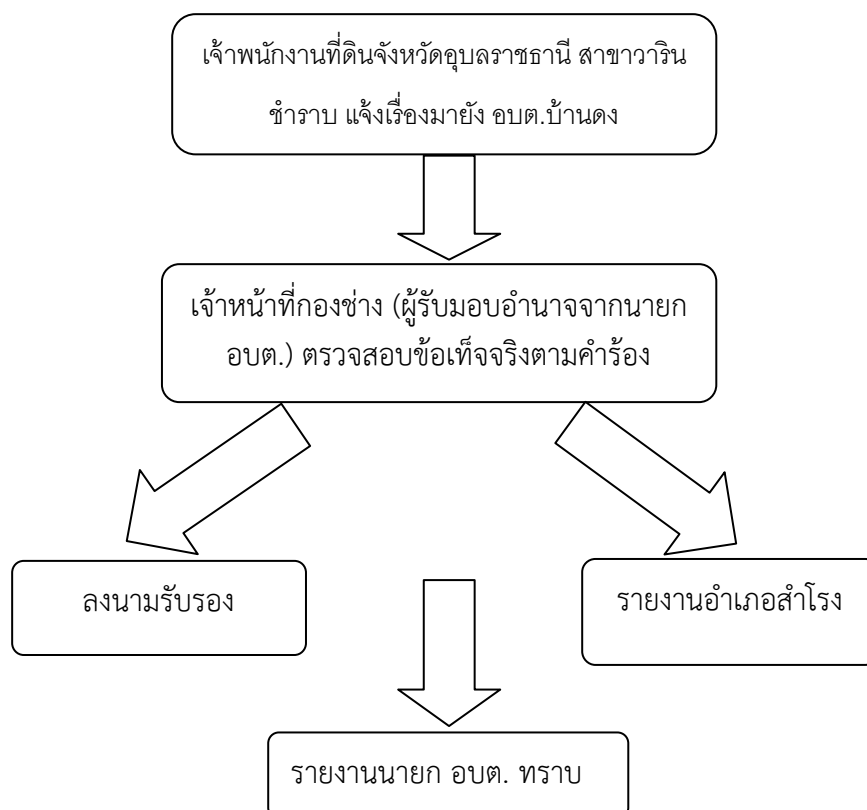 เจ้าพนักงานที่ดินจังหวัดอุบลราชธานี สาขาวาริน
ชำราบ แจ้งเรื่องมายัง อบต.บ้านดง
เจ้าหน้าที่กองช่าง (ผู้รับมอบอำนาจจากนายก
อบต.) ตรวจสอบข้อเท็จจริงตามคำร้อง
ลงนามรับรอง
รายงานอำเภอสำโรง
รายงานนายก อบต. ทราบ